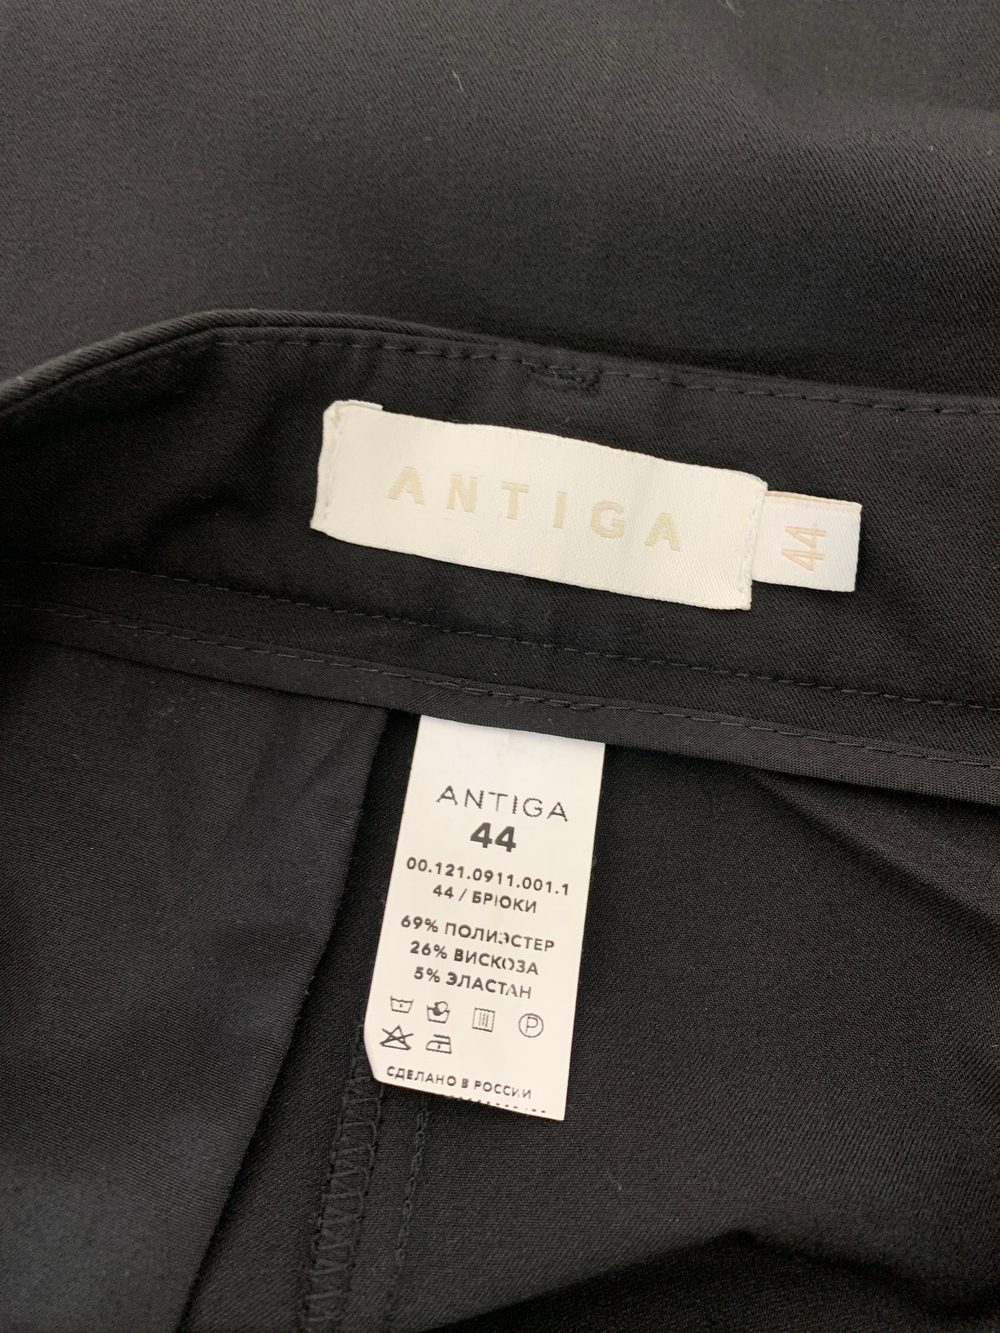 ANTIGA
44
ANTIGA
44
00.121.0911.001.1
44 / БРЮКИ
69% ПОЛИЭСТЕР
26% ВИСКОЗА
5% ЭЛАСТАН
P
СДЕЛАНО В РОССИИ